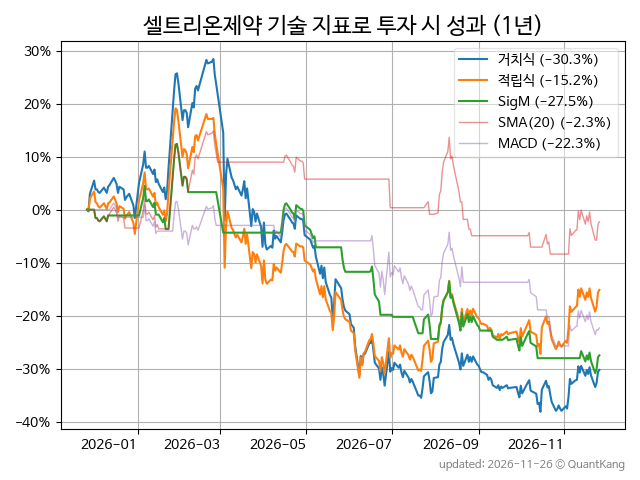 셀트리온제약 기술 지표로 투자 시 성과 (1년)
30%
20%
10%
0%
−10%
−20%
−30%
−40%
거치식 (−30.3%)
적립식 (−15.2%)
SigM (−27.5%)
SMA(20) (−2.3%)
MACD (−22.3%)
2026-01
2026-03
2026-05
2026-07
2026-09
2026-11
updated: 2026-11-26 © QuantKang